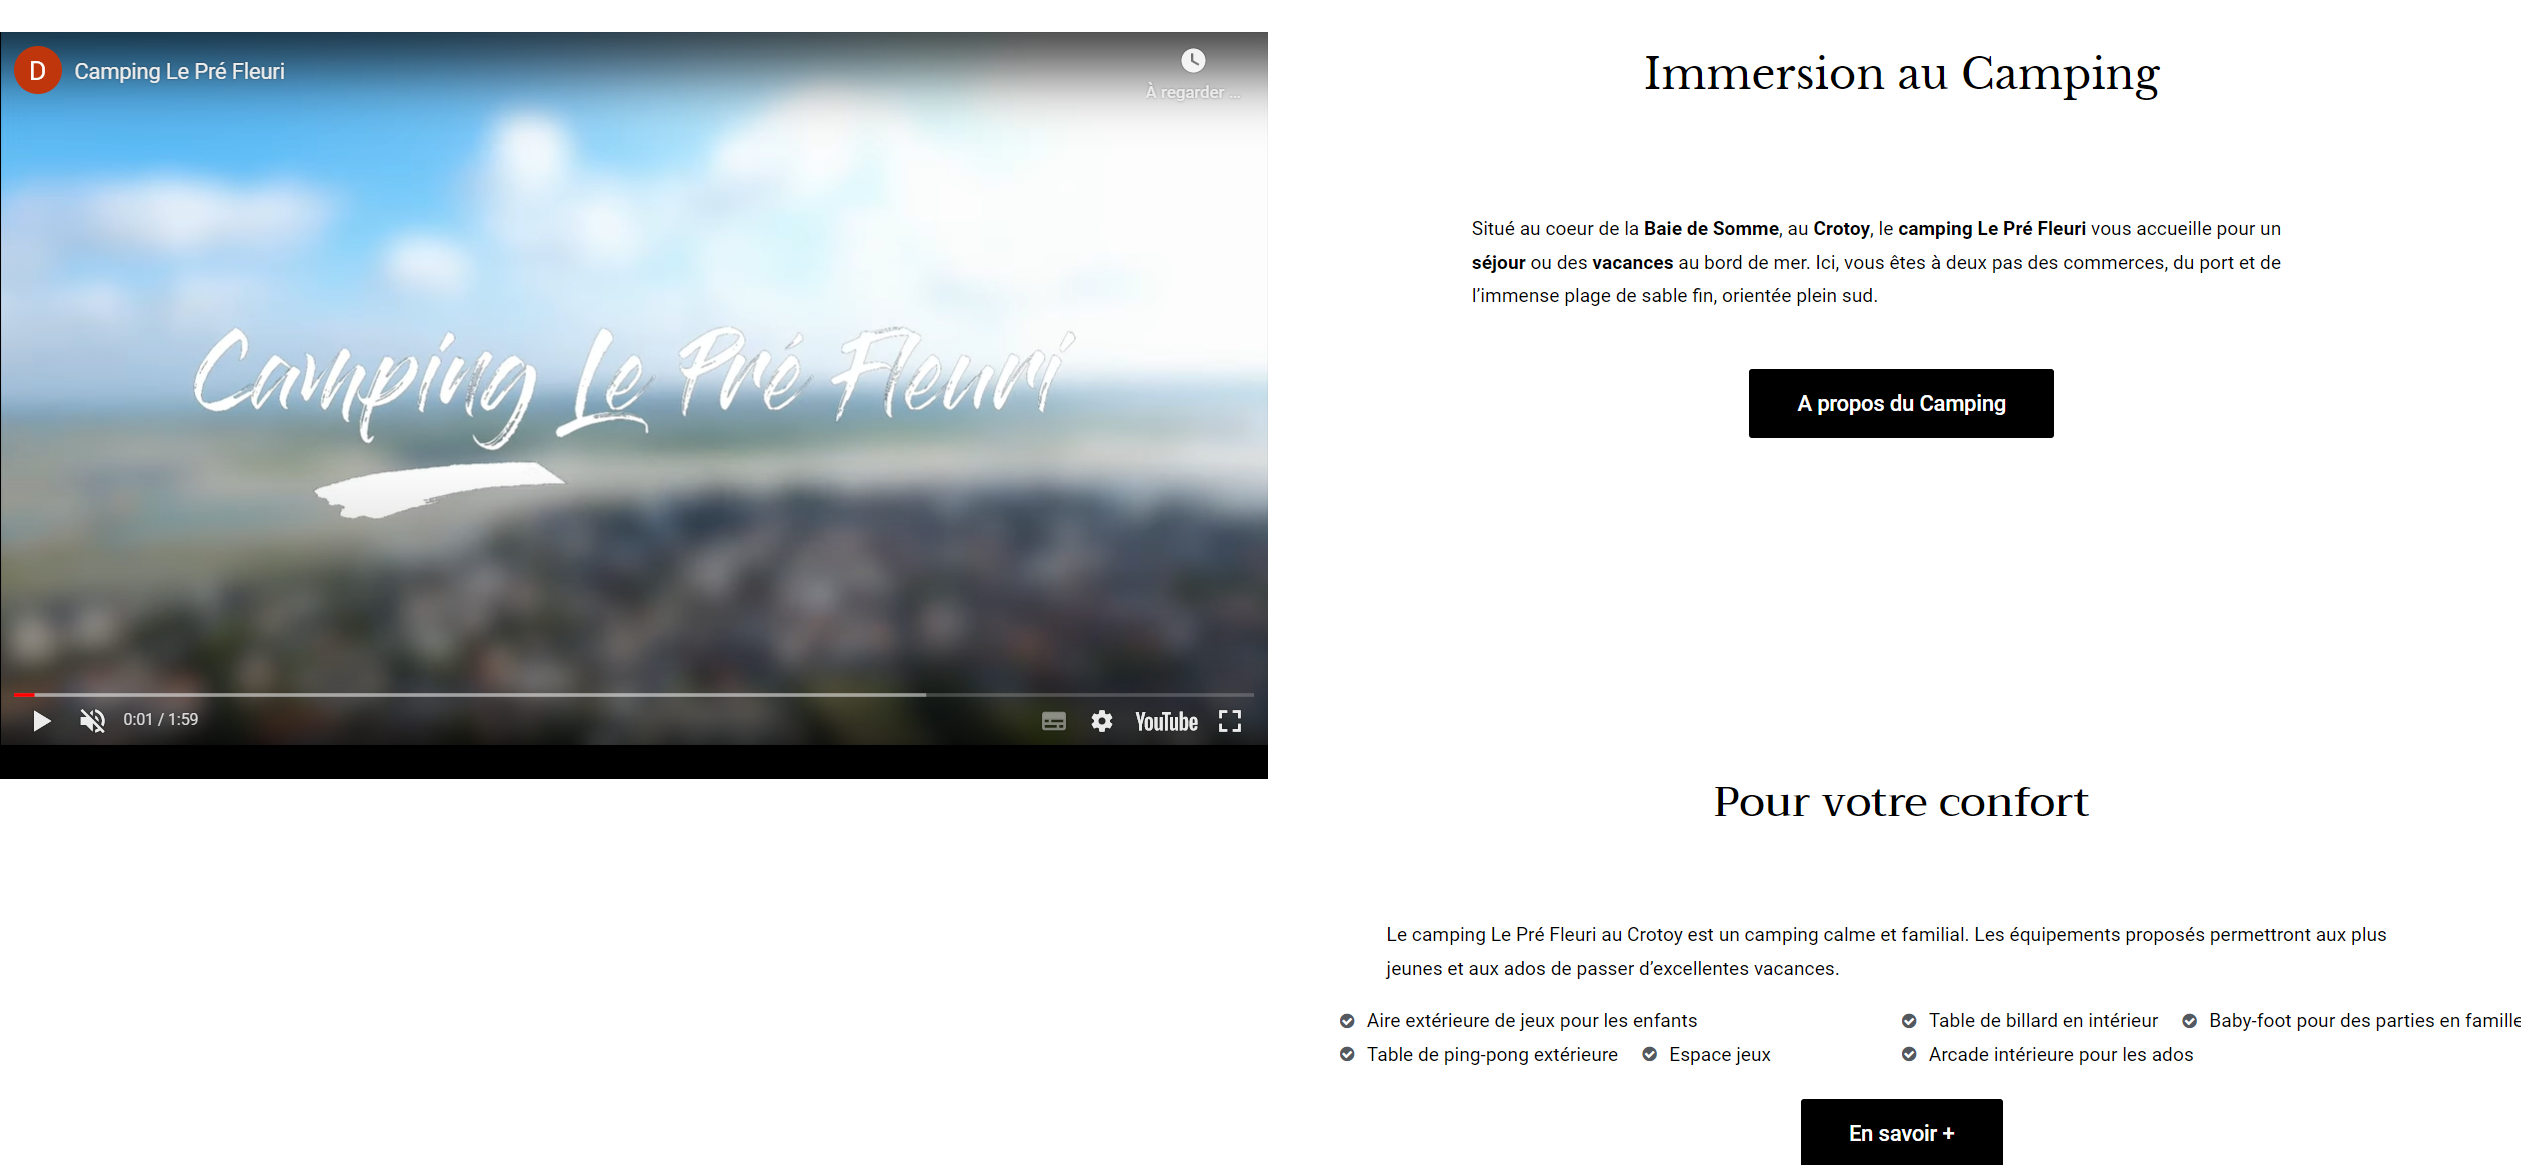 D
Camping Le Pré Fleuri
À regarder ...
Camping Le Pré Fleuri
0:01 / 1:59
YouTube
Immersion au Camping
Situé au coeur de la Baie de Somme, au Crotoy, le camping Le Pré Fleuri vous accueille pour un
séjour ou des vacances au bord de mer. Ici, vous êtes à deux pas des commerces, du port et de
l’immense plage de sable fin, orientée plein sud.
A propos du Camping
Pour votre confort
Le camping Le Pré Fleuri au Crotoy est un camping calme et familial. Les équipements proposés permettront aux plus
jeunes et aux ados de passer d’excellentes vacances.
Aire extérieure de jeux pour les enfants
Table de ping-pong extérieure Espace jeux
Table de billard en intérieur Baby-foot pour des parties en famille
Arcade intérieure pour les ados
En savoir +